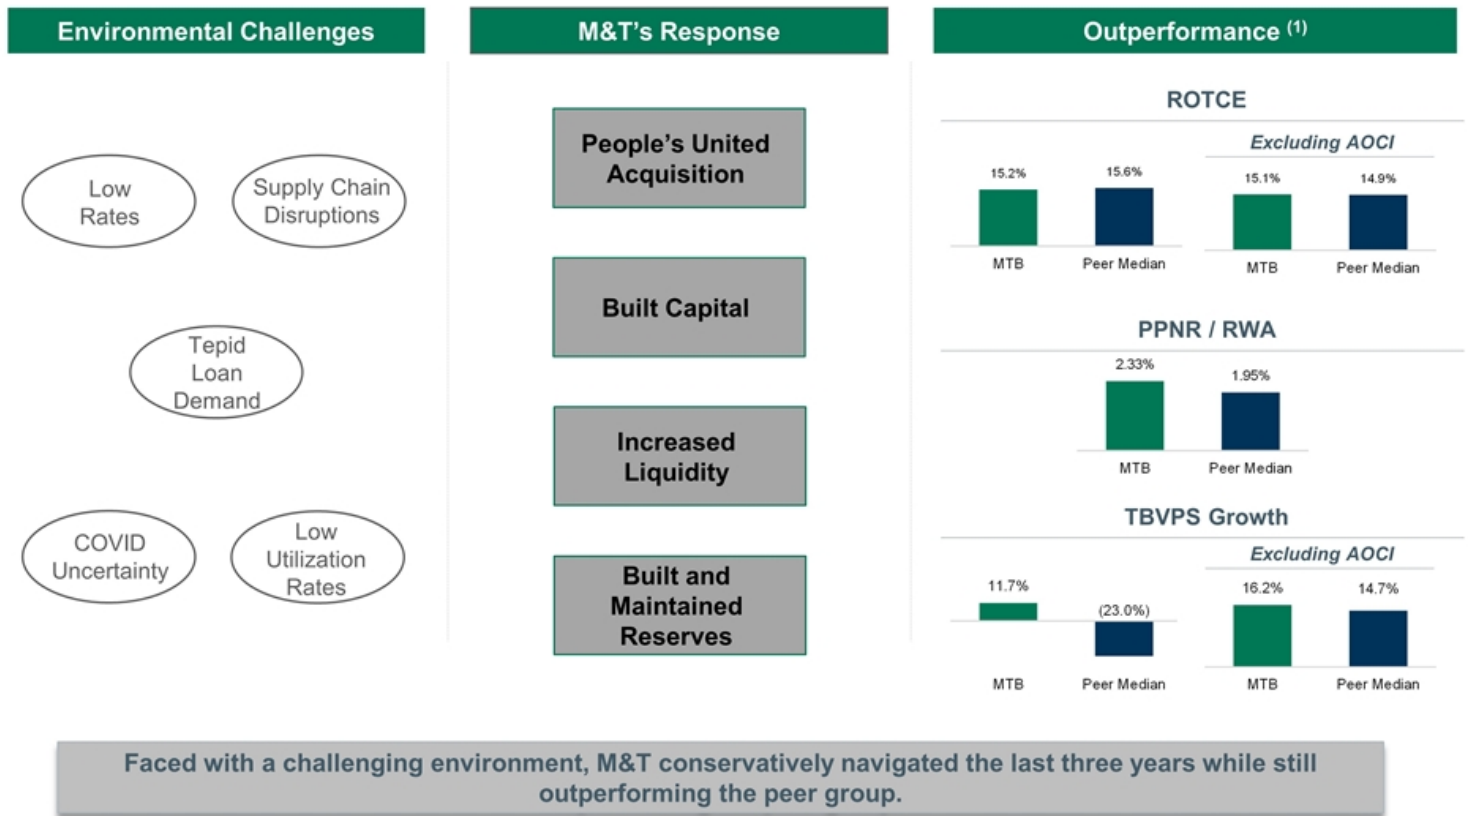 Environmental Challenges
Low
Rates
Supply Chain
Disruptions
Tepid
Loan
Demand
COVID
Uncertainty
Low
Utilization
Rates
M&T's Response
People's United
Acquisition
Built Capital
Increased
Liquidity
Built and
Maintained
Reserves
Outperformance (1)
ROTCE
15.2%
15.6%
MTB
Peer Median
Excluding AOCI
15.1%
14.9%
MTB
Peer Median
PPNR / RWA
2.33%
1.95%
MTB
Peer Median
TBVPS Growth
11.7%
(23.0%)
MTB
Peer Median
Excluding AOCI
16.2%
14.7%
MTB
Peer Median
Faced with a challenging environment, M&T conservatively navigated the last three years while still
outperforming the peer group.